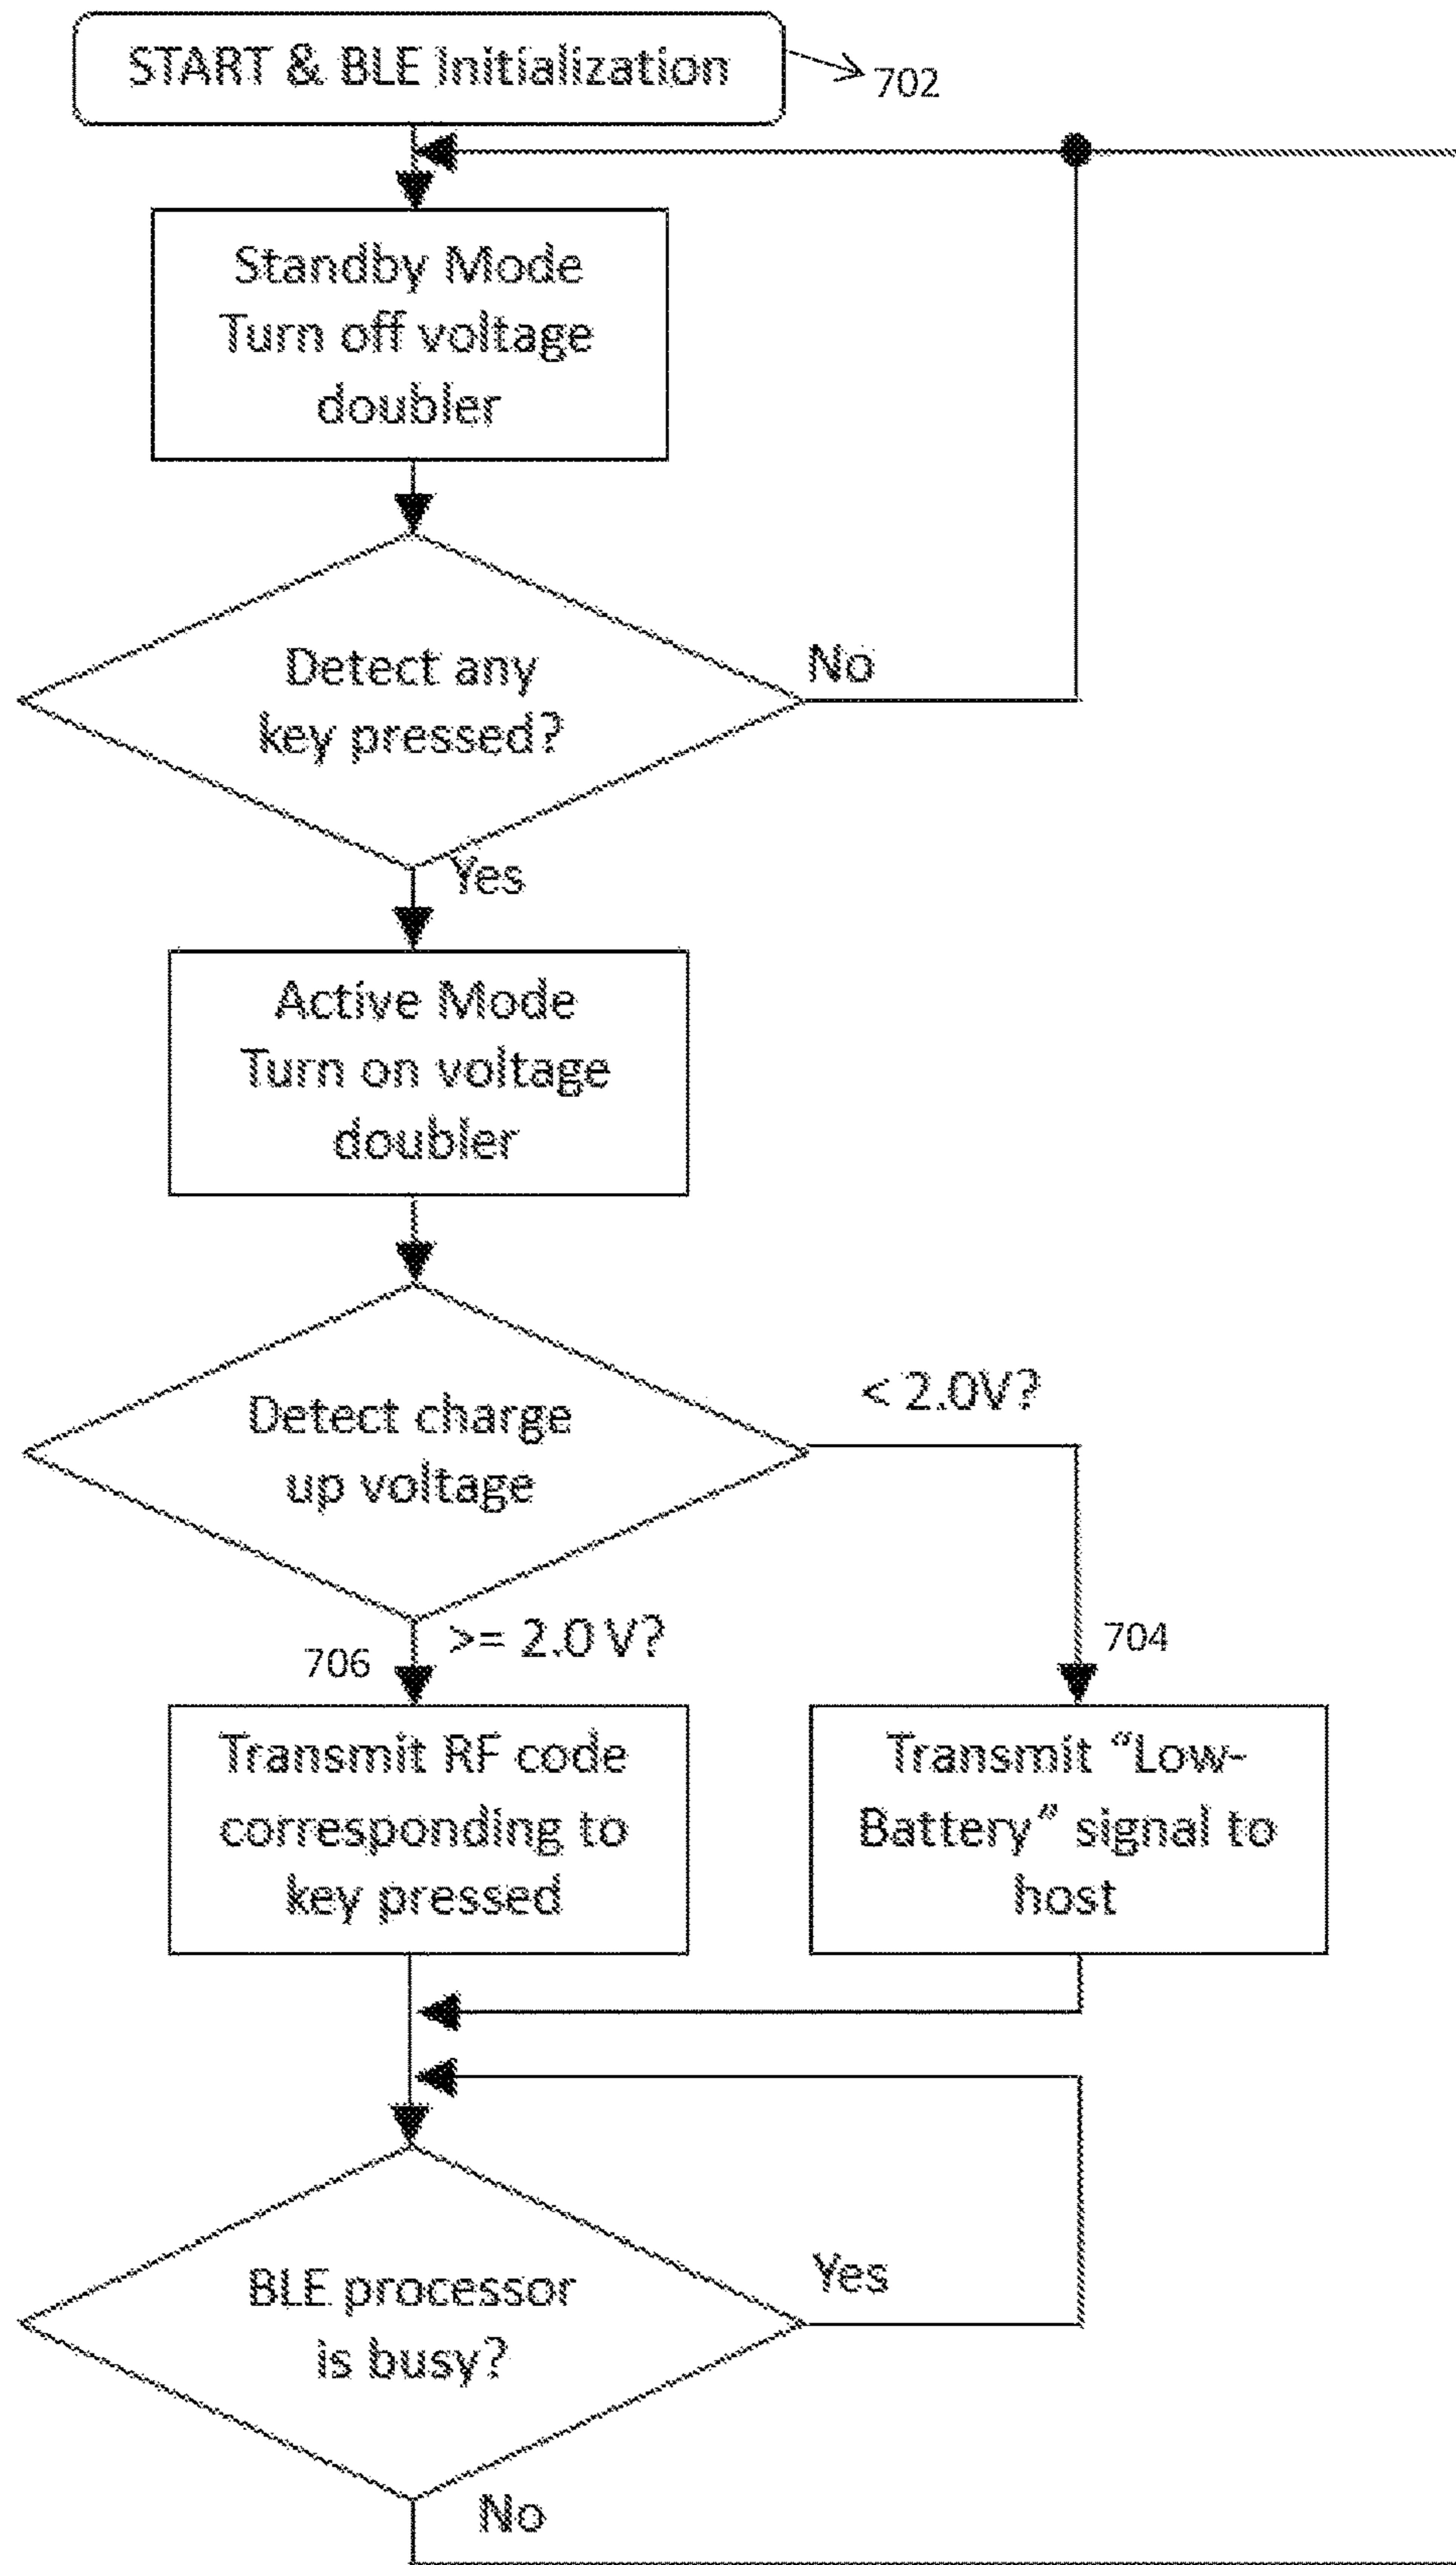 START & BLE Initialization
702
Standby Mode
Turn off voltage
doubler
Detect any
key pressed?
No
Yes
Active Mode
Turn on voltage
doubler
Detect charge
up voltage
< 2.0V?
>= 2.0 V?
706
704
Transmit RF code
corresponding to
key pressed
Transmit “Low-
Battery” signal to
host
BLE processor
is busy?
Yes
No